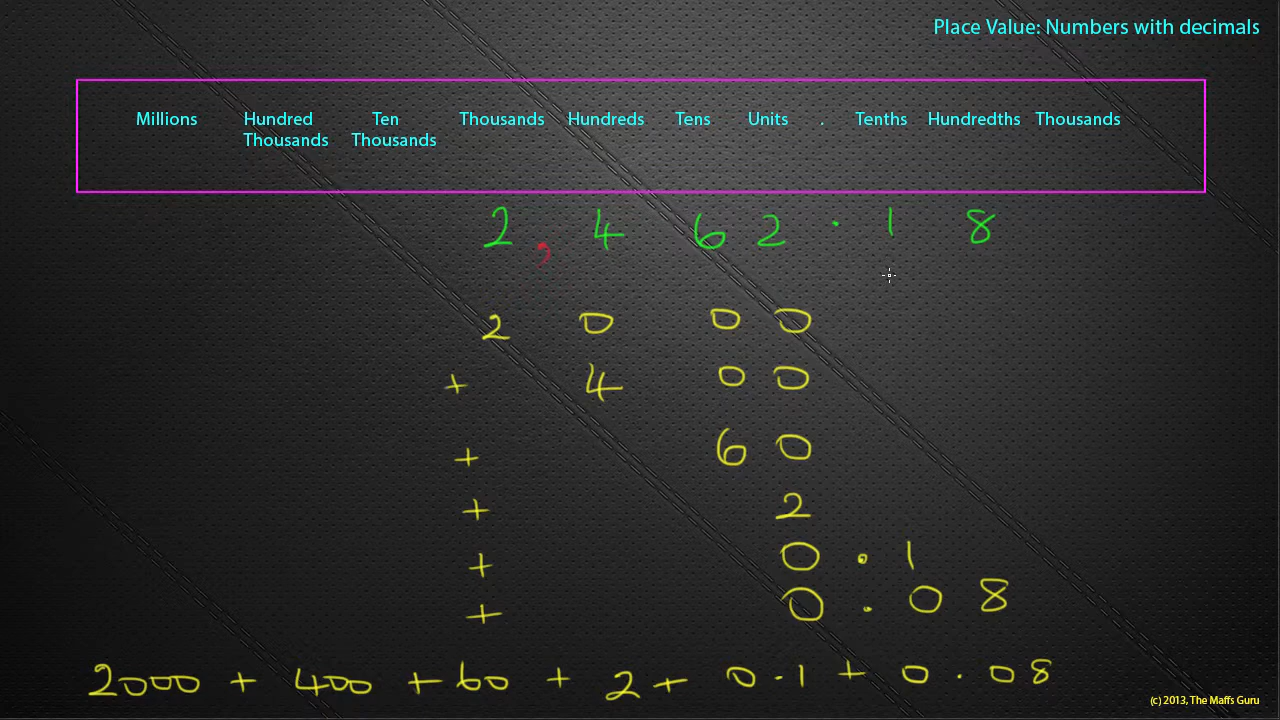 Place Value: Numbers with decimals
Millions Hundred Thousands Ten Thousands Thousands Hundreds Tens Units . Tenths Hundredths Thousands
2,462.18
2000
+ 400
+ 60
+ 2
+ 0.1
+ 0.08
2000 + 400 + 60 + 2 + 0.1 + 0.08
(c) 2013, The Maffs Guru